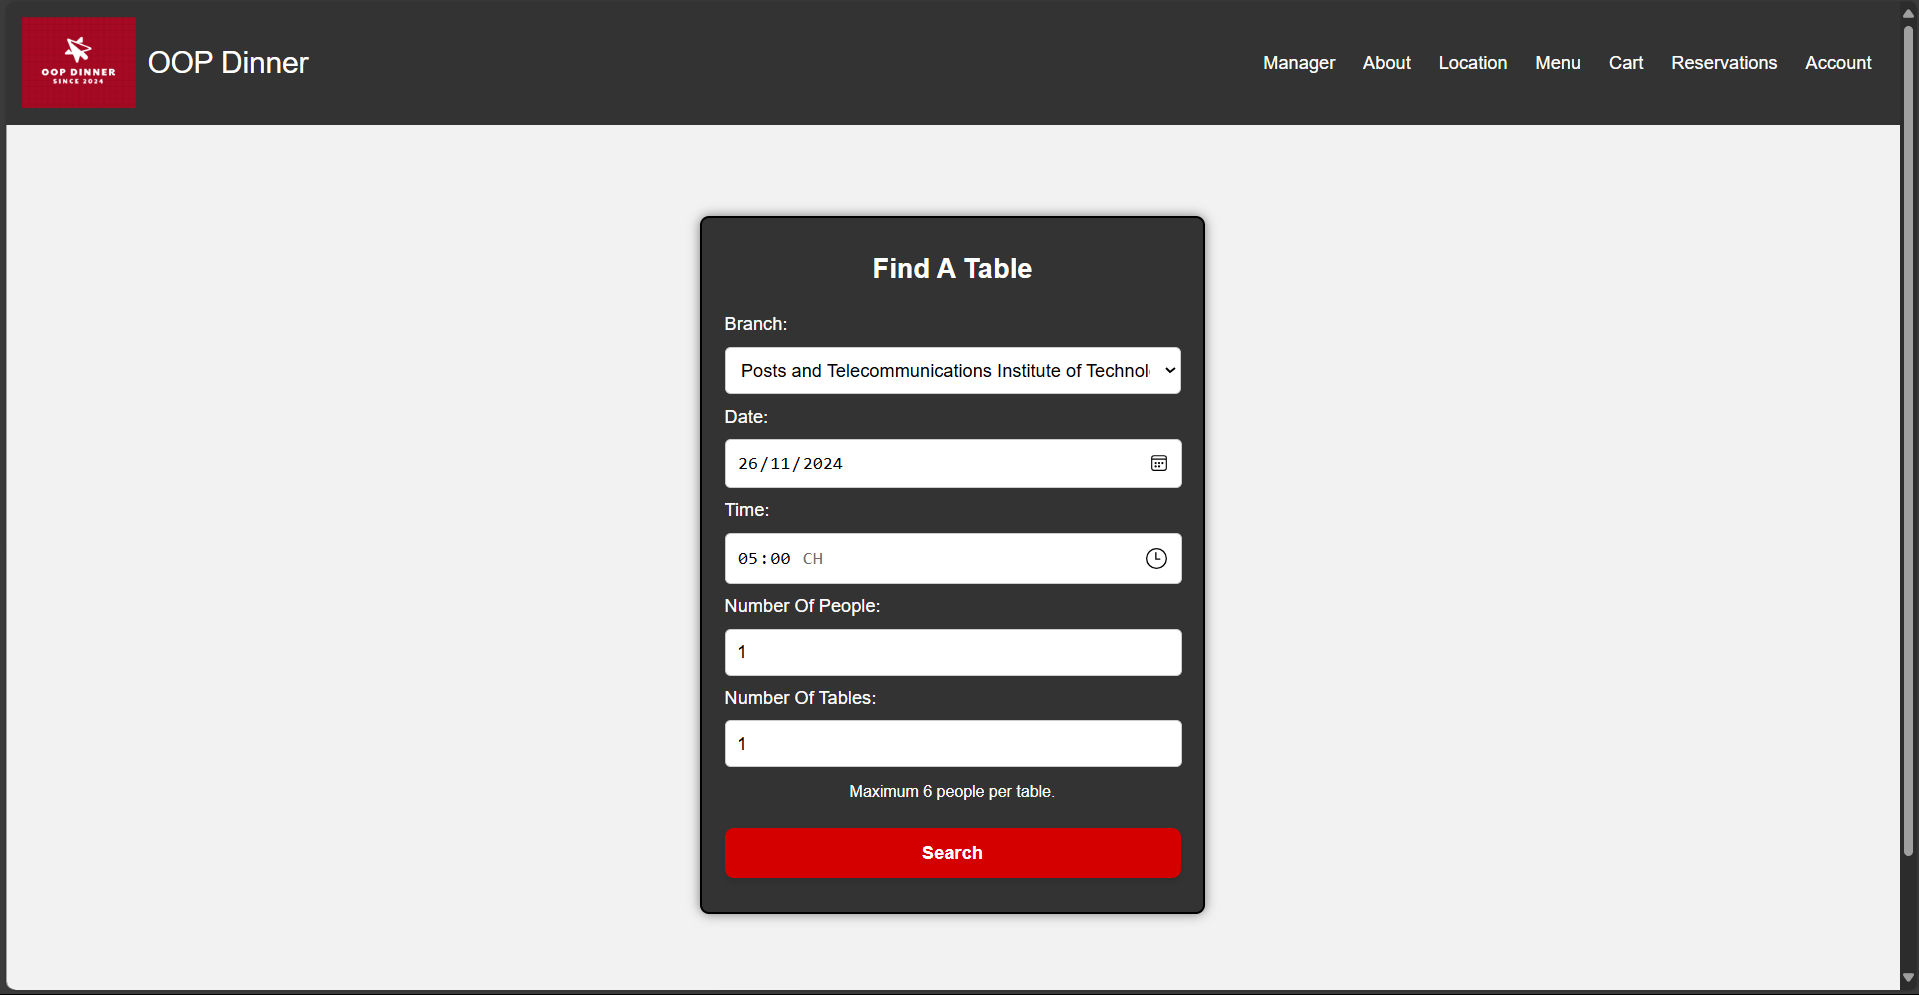 OOP DINNER
SINCE 2024
OOP Dinner
Manager About Location Menu Cart Reservations Account
Find A Table
Branch:
Posts and Telecommunications Institute of Technol
Date:
26/11/2024
Time:
05:00 CH
Number Of People:
1
Number Of Tables:
1
Maximum 6 people per table.
Search